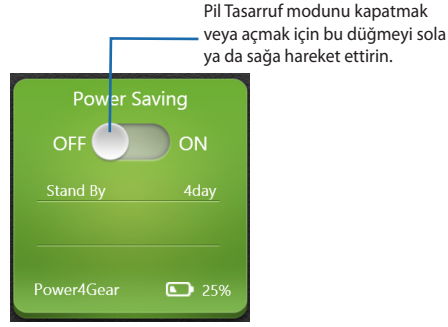 Pil Tasarruf modunu kapatmak
veya açmak için bu düğmeyi sola
ya da sağa hareket ettirin.
Power Saving
OFF ON
Stand By 4day
Power4Gear 25%